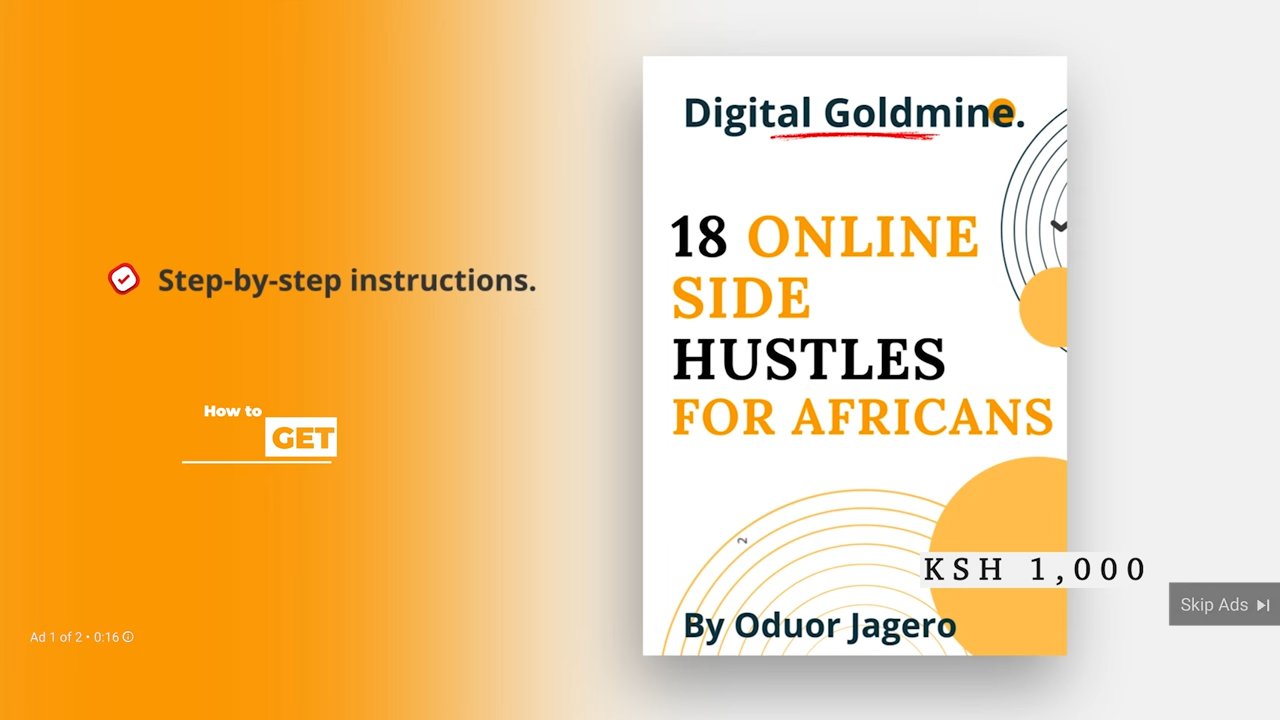 Step-by-step instructions.
How to
GET
Ad 1 of 2 • 0:16
Digital Goldmine.
18 ONLINE
SIDE
HUSTLES
FOR AFRICANS
2
KSH 1,000
By Oduor Jagero
Skip Ads